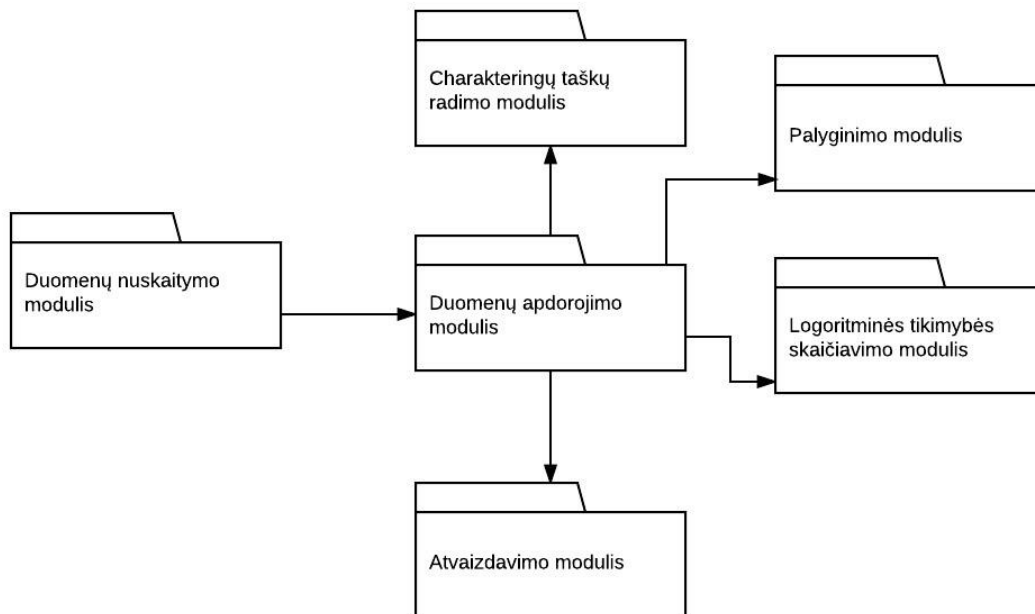 Charakteringų taškų
radimo modulis
Palyginimo modulis
Duomenų nuskaitymo
modulis
Duomenų apdorojimo
modulis
Logoritminės tikimybės
skaičiavimo modulis
Atvaizdavimo modulis